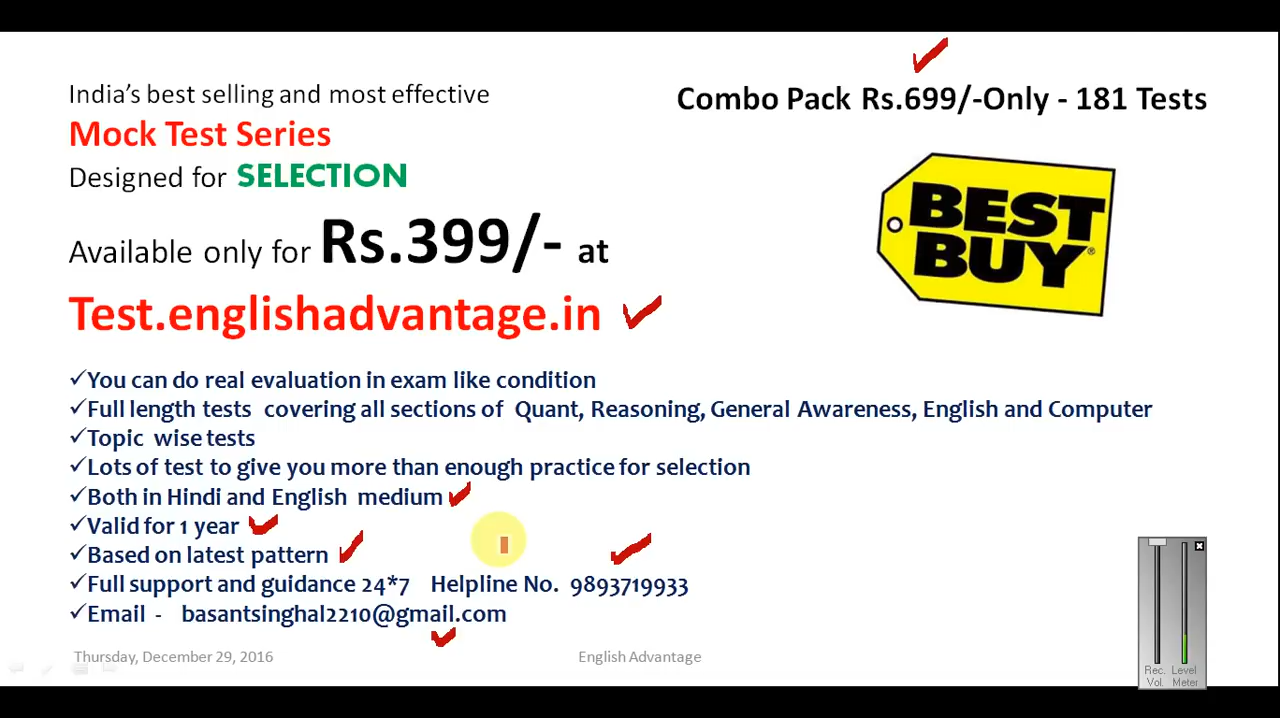 India's best selling and most effective
Mock Test Series
Designed for SELECTION
Available only for Rs.399/- at
Test.englishadvantage.in
Combo Pack Rs.699/-Only - 181 Tests
BEST
BUY®
✓You can do real evaluation in exam like condition
✓Full length tests covering all sections of Quant, Reasoning, General Awareness, English and Computer
✓Topic wise tests
✓Lots of test to give you more than enough practice for selection
✓Both in Hindi and English medium
✓Valid for 1 year
✓Based on latest pattern
✓Full support and guidance 24*7 Helpline No. 9893719933
✓Email - basantsinghal2210@gmail.com
Thursday, December 29, 2016
English Advantage
Rec. Level
Vol. Meter